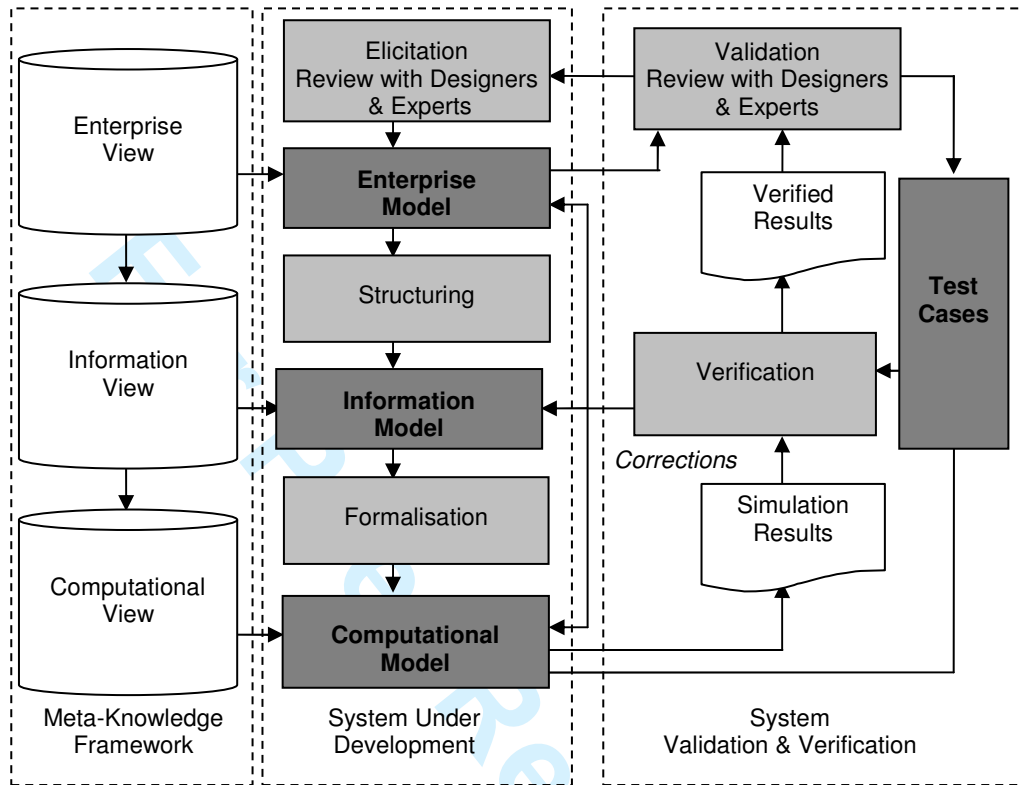 Enterprise
View
Information
View
Computational
View
Meta-Knowledge
Framework
Elicitation
Review with Designers
& Experts
Enterprise
Model
Structuring
Information
Model
Formalisation
Computational
Model
System Under
Development
Validation
Review with Designers
& Experts
Verified
Results
Test
Cases
Verification
Corrections
Simulation
Results
System
Validation & Verification